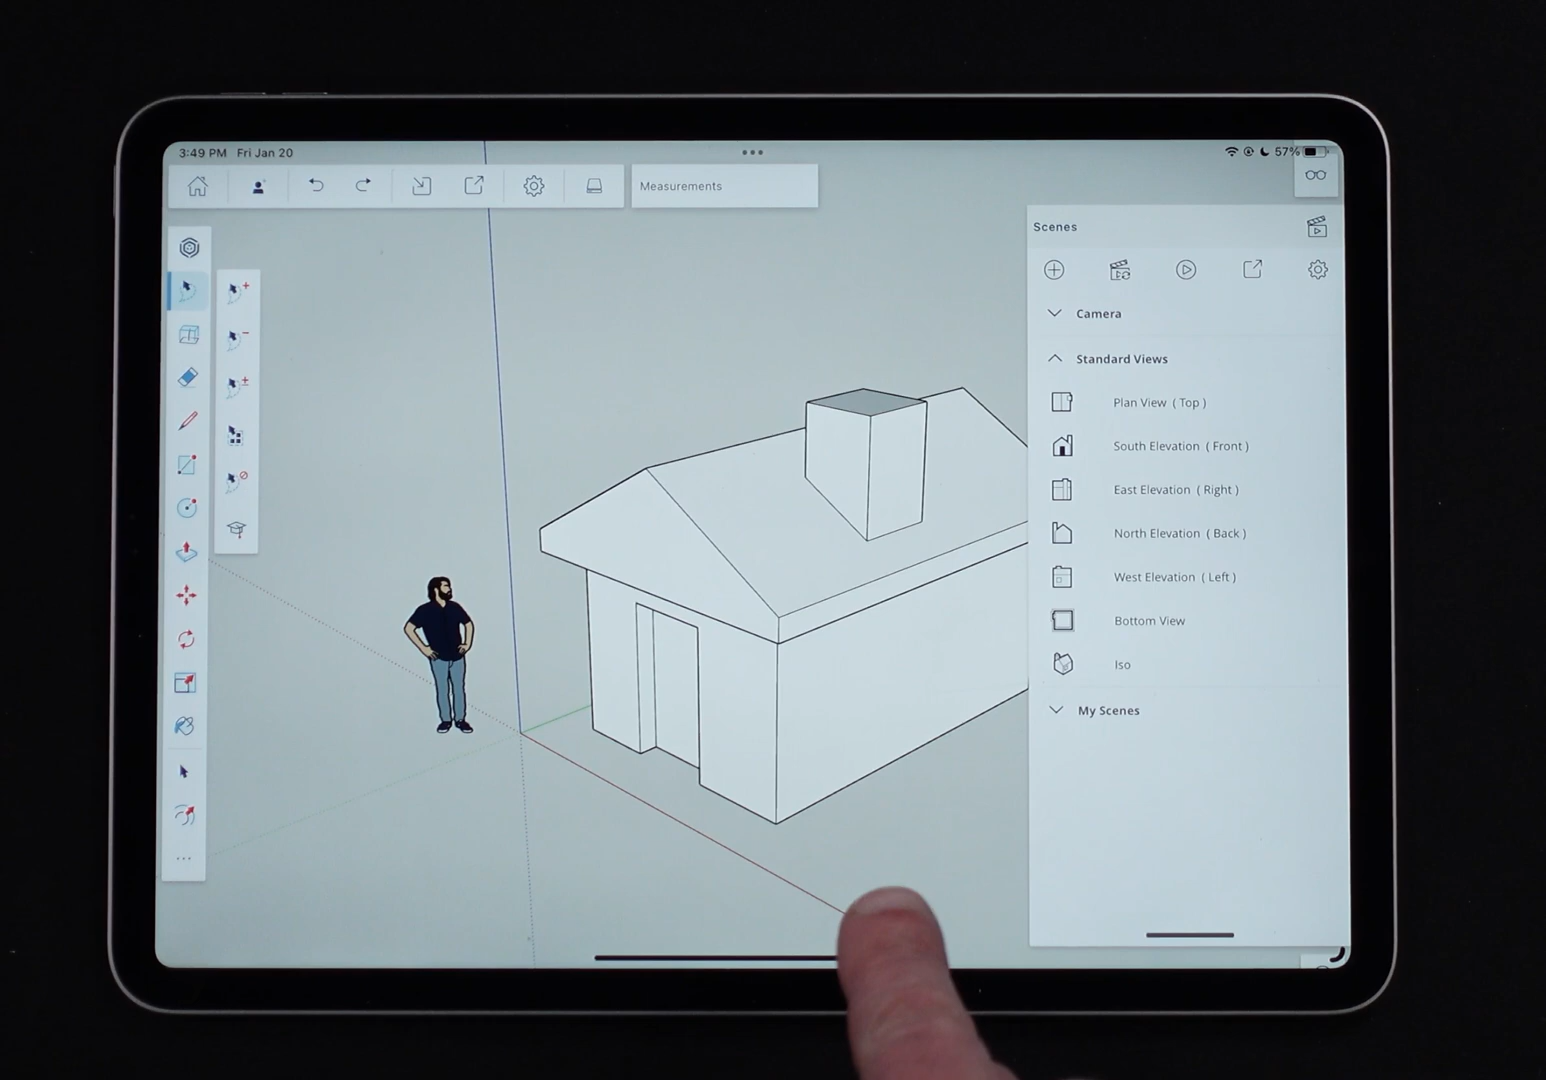 3:49 PM Fri Jan 20
57%
Measurements
Scenes
Camera
Standard Views
Plan View ( Top )
South Elevation ( Front )
East Elevation ( Right )
North Elevation ( Back )
West Elevation ( Left )
Bottom View
Iso
My Scenes